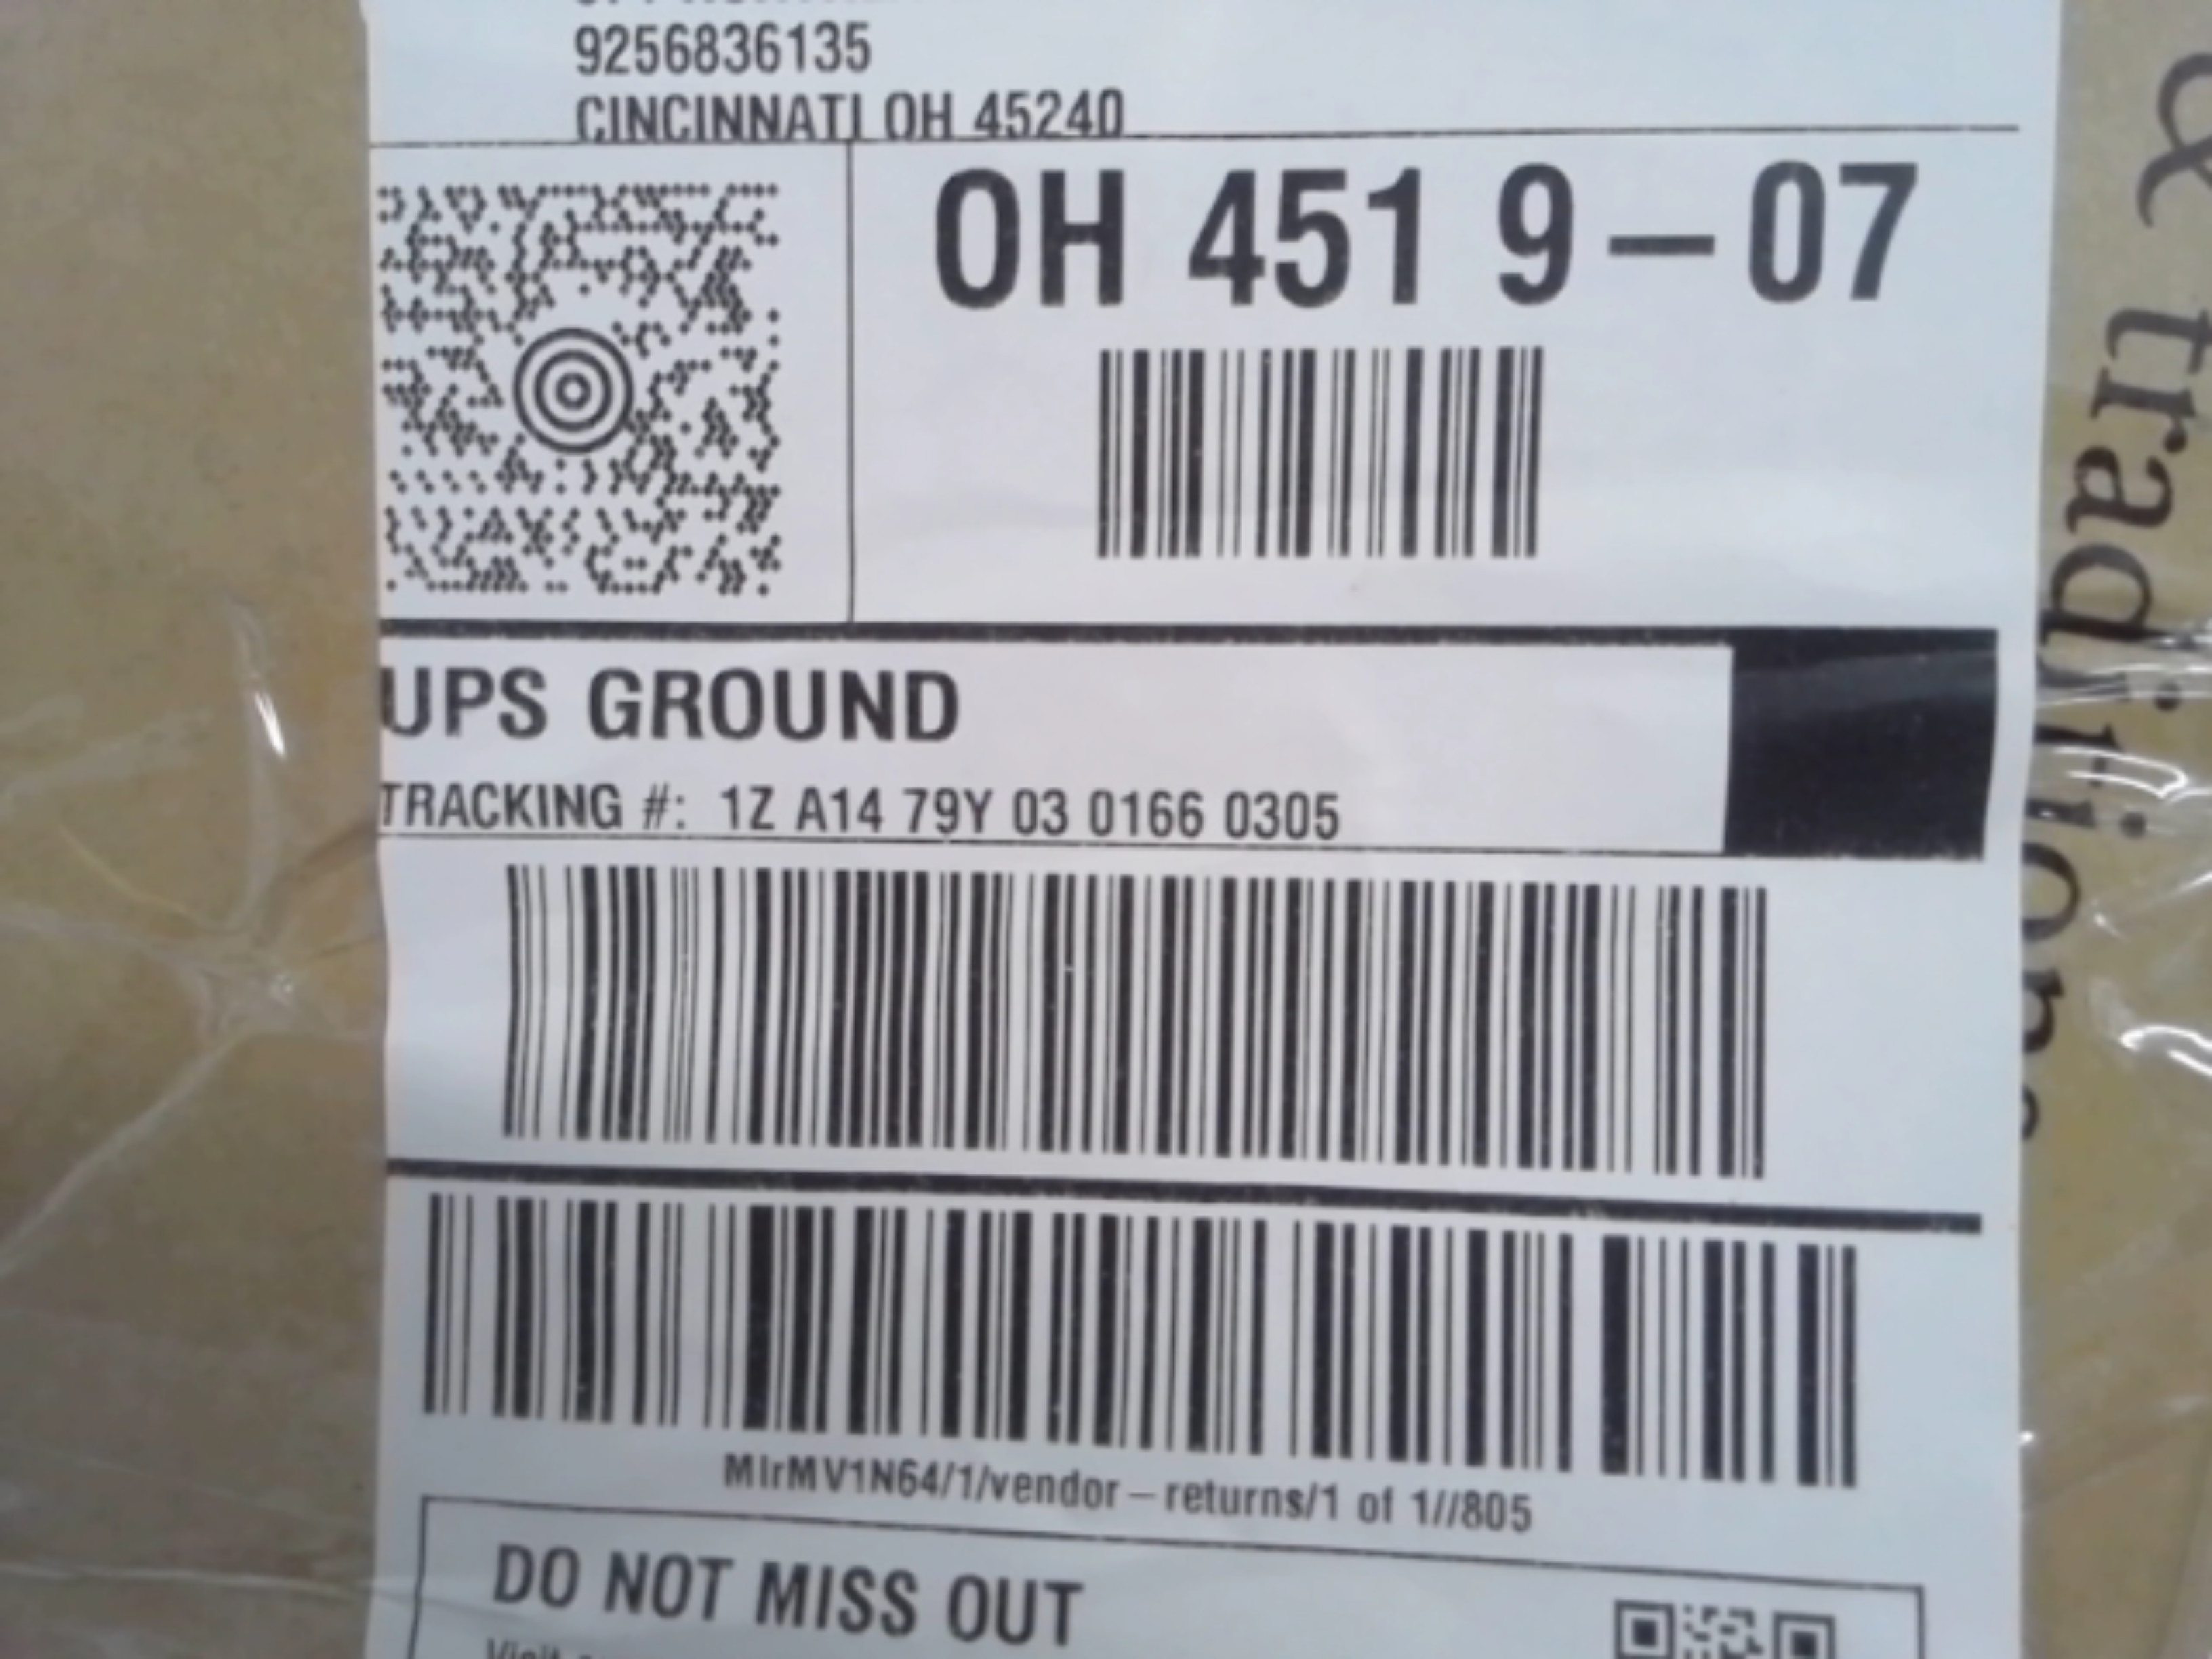 9256836135
CINCINNATI OH 45240
OH 451 9-07
UPS GROUND
TRACKING #: 1Z A14 79Y 03 0166 0305
MIrMV1N64/1/vendor-returns/1 of 1//805
DO NOT MISS OUT
Visit
& traditions